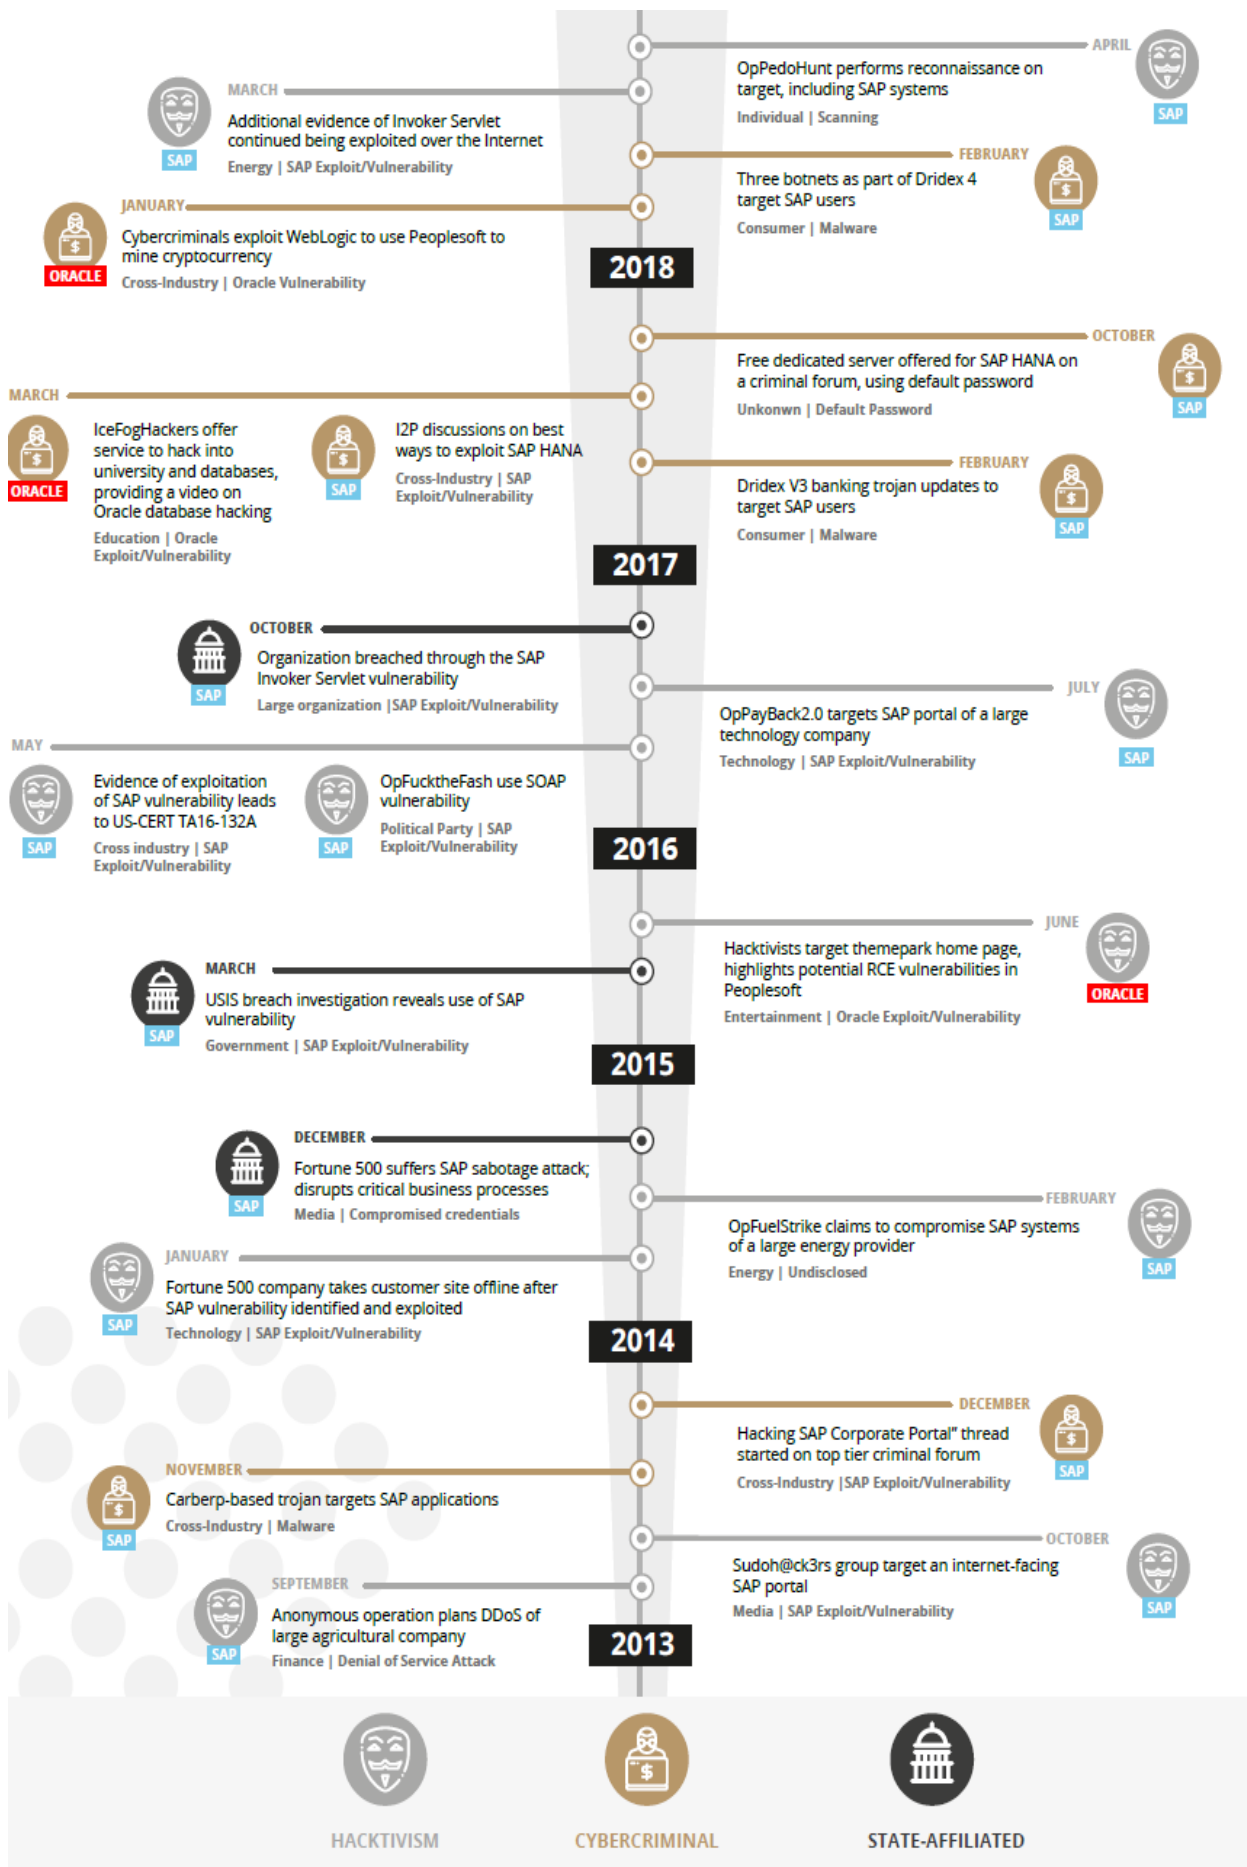 APRIL
OpPedoHunt performs reconnaissance on
target, including SAP systems
Individual | Scanning
SAP
MARCH
Additional evidence of Invoker Servlet
continued being exploited over the Internet
Energy | SAP Exploit/Vulnerability
SAP
FEBRUARY
Three botnets as part of Dridex 4
target SAP users
Consumer | Malware
SAP
JANUARY
Cybercriminals exploit WebLogic to use Peoplesoft to
mine cryptocurrency
Cross-Industry | Oracle Vulnerability
ORACLE
2018
OCTOBER
Free dedicated server offered for SAP HANA on
a criminal forum, using default password
Unkonwn | Default Password
SAP
MARCH
IceFogHackers offer
service to hack into
university and databases,
providing a video on
Oracle database hacking
Education | Oracle
Exploit/Vulnerability
ORACLE
I2P discussions on best
ways to exploit SAP HANA
Cross-Industry | SAP
Exploit/Vulnerability
SAP
FEBRUARY
Dridex V3 banking trojan updates to
target SAP users
Consumer | Malware
SAP
2017
OCTOBER
Organization breached through the SAP
Invoker Servlet vulnerability
Large organization |SAP Exploit/Vulnerability
SAP
JULY
OpPayBack2.0 targets SAP portal of a large
technology company
Technology | SAP Exploit/Vulnerability
SAP
MAY
Evidence of exploitation
of SAP vulnerability leads
to US-CERT TA16-132A
Cross industry | SAP
Exploit/Vulnerability
SAP
OpFucktheFash use SOAP
vulnerability
Political Party | SAP
Exploit/Vulnerability
SAP
2016
JUNE
Hacktivists target themepark home page,
highlights potential RCE vulnerabilities in
Peoplesoft
Entertainment | Oracle Exploit/Vulnerability
ORACLE
MARCH
USIS breach investigation reveals use of SAP
vulnerability
Government | SAP Exploit/Vulnerability
SAP
2015
DECEMBER
Fortune 500 suffers SAP sabotage attack;
disrupts critical business processes
Media | Compromised credentials
SAP
FEBRUARY
OpFuelStrike claims to compromise SAP systems
of a large energy provider
Energy | Undisclosed
SAP
JANUARY
Fortune 500 company takes customer site offline after
SAP vulnerability identified and exploited
Technology | SAP Exploit/Vulnerability
SAP
2014
DECEMBER
Hacking SAP Corporate Portal" thread
started on top tier criminal forum
Cross-Industry |SAP Exploit/Vulnerability
SAP
NOVEMBER
Carberp-based trojan targets SAP applications
Cross-Industry | Malware
SAP
OCTOBER
Sudoh@ck3rs group target an internet-facing
SAP portal
Media | SAP Exploit/Vulnerability
SAP
SEPTEMBER
Anonymous operation plans DDoS of
large agricultural company
Finance | Denial of Service Attack
SAP
2013
HACKTIVISM
CYBERCRIMINAL
STATE-AFFILIATED